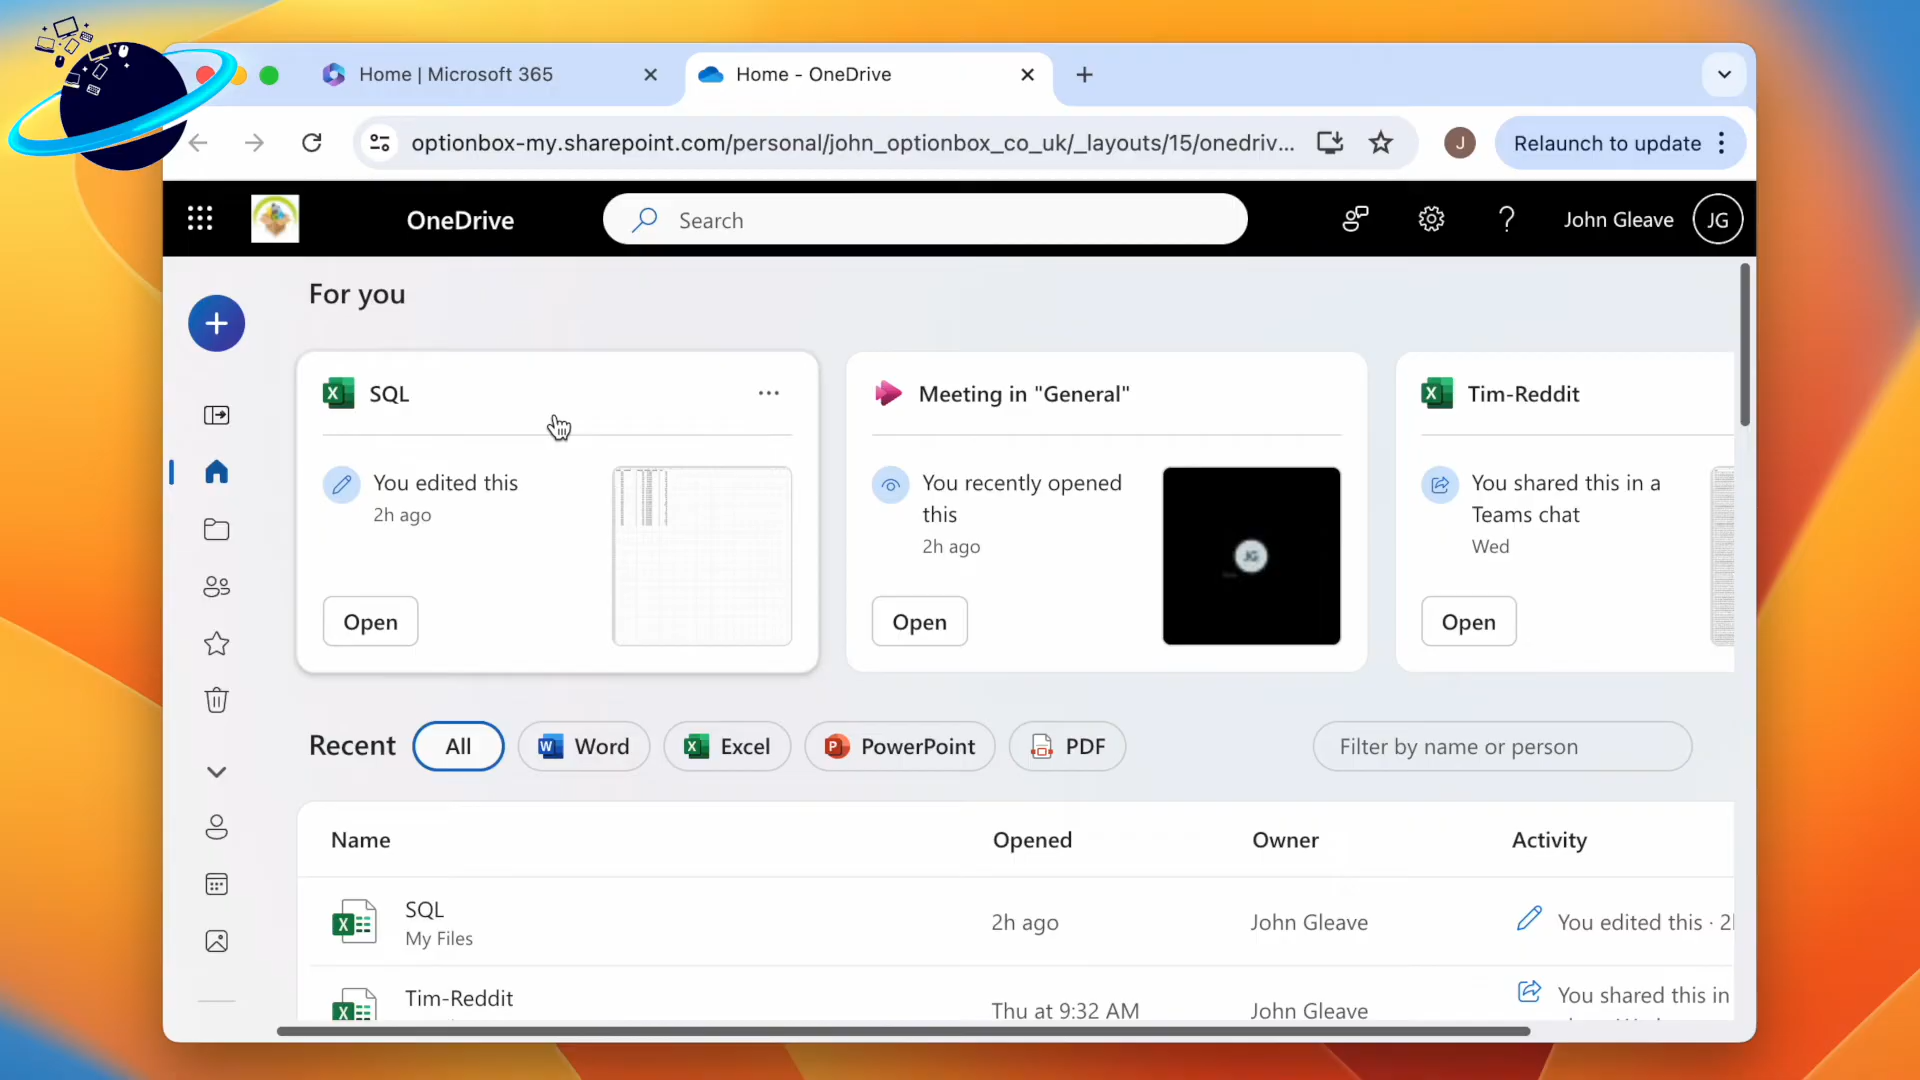 Home | Microsoft 365
Home - OneDrive
optionbox-my.sharepoint.com/personal/john_optionbox_co_uk/_layouts/15/onedriv...
J
Relaunch to update
OneDrive
Search
John Gleave
JG
For you
SQL
You edited this
2h ago
Open
Meeting in "General"
You recently opened
this
2h ago
JG
Open
Tim-Reddit
You shared this in a
Teams chat
Wed
Open
Recent
All
Word
Excel
PowerPoint
PDF
Filter by name or person
Name
Opened
Owner
Activity
SQL
My Files
2h ago
John Gleave
You edited this · 2
Tim-Reddit
Thu at 9:32 AM
John Gleave
You shared this in